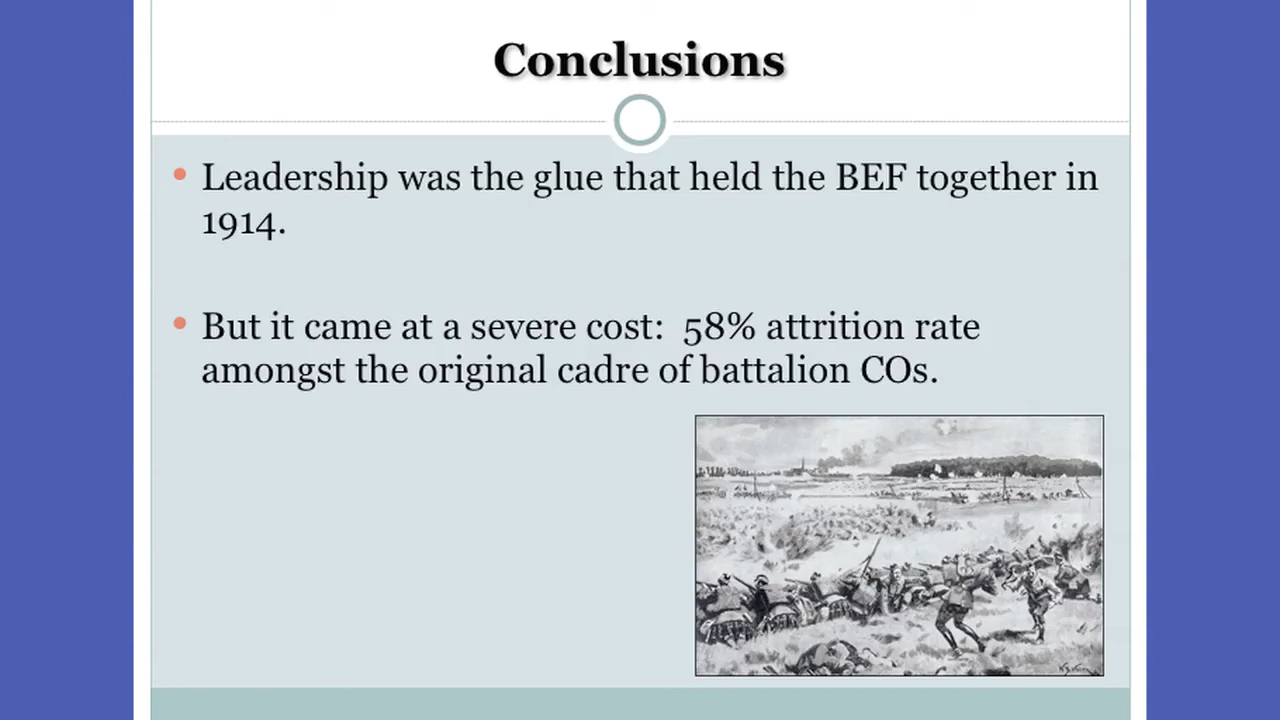 Conclusions
Leadership was the glue that held the BEF together in
1914.
But it came at a severe cost:  58% attrition rate
amongst the original cadre of battalion COs.